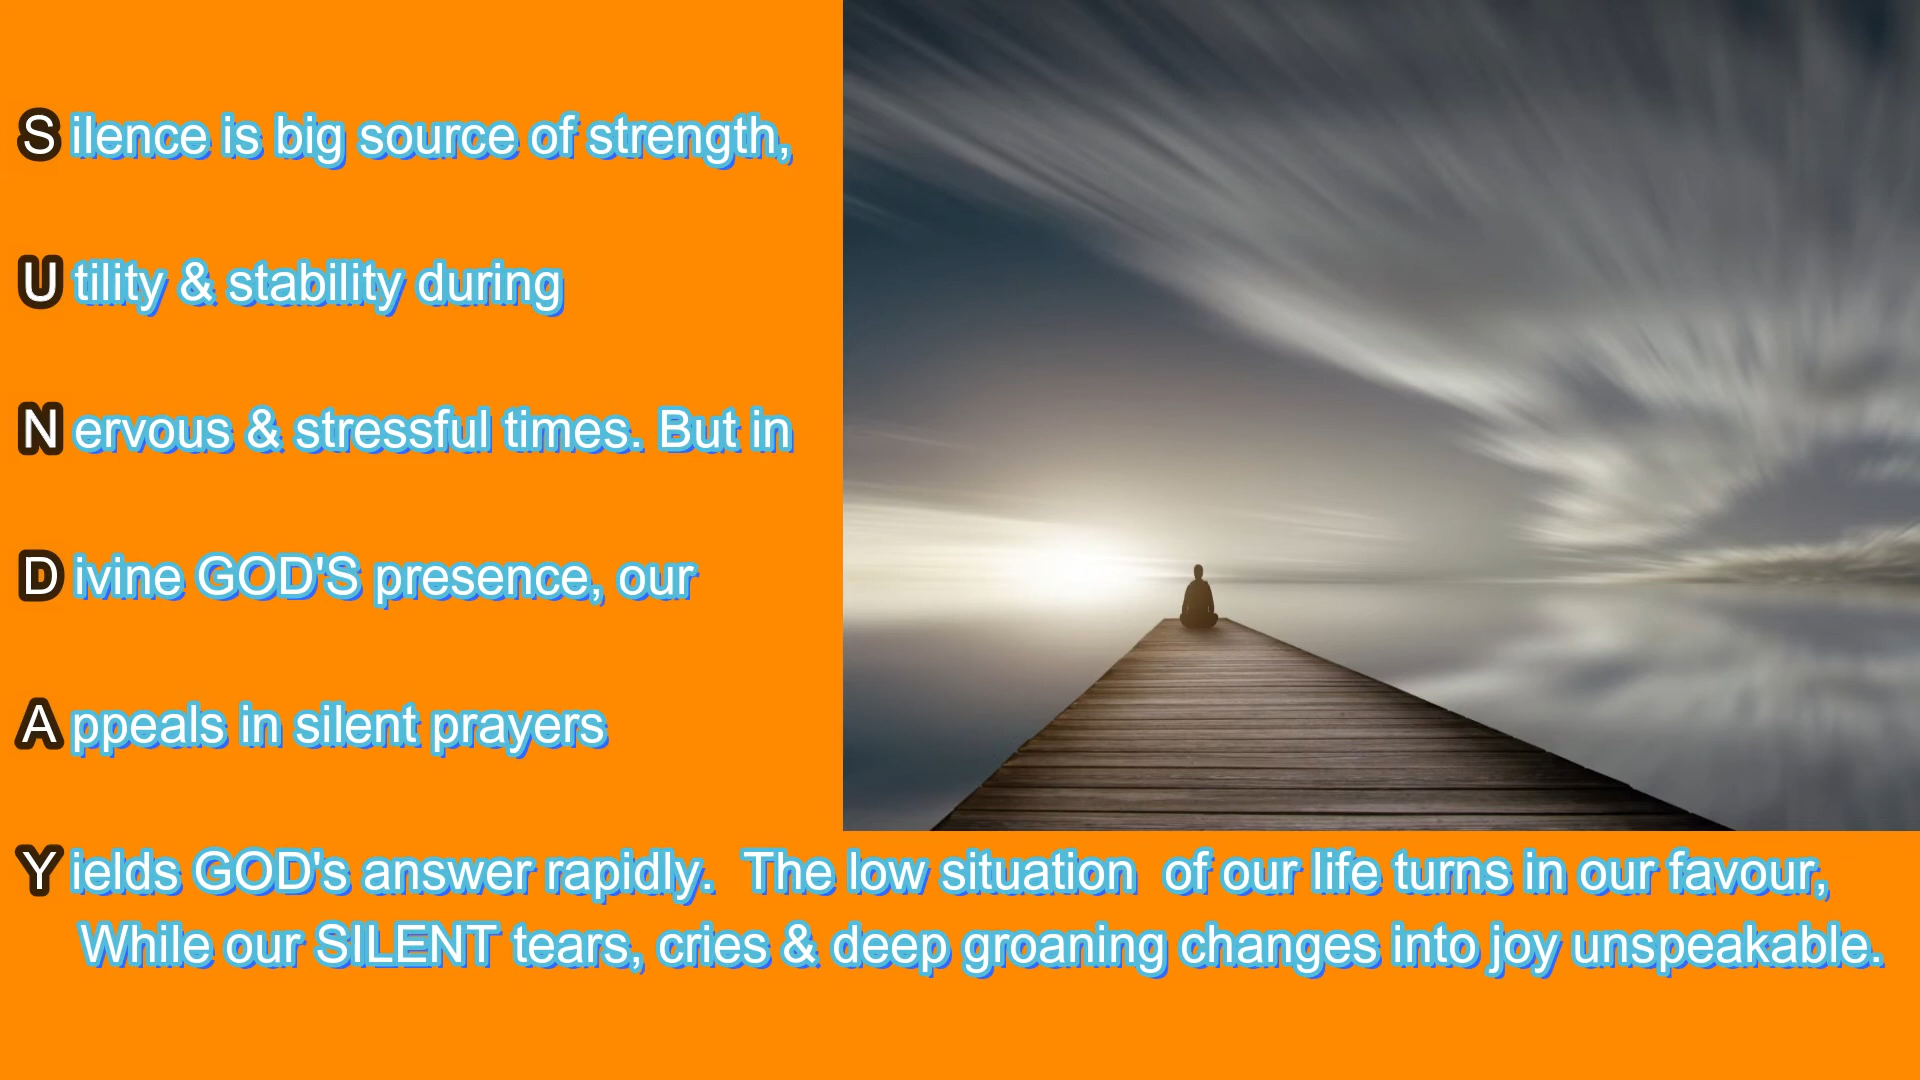 Silence is big source of strength,
Utility & stability during
Nervous & stressful times. But in
Divine GOD'S presence, our
Appeals in silent prayers
Yields GOD's answer rapidly.  The low situation  of our life turns in our favour,
While our SILENT tears, cries & deep groaning changes into joy unspeakable.